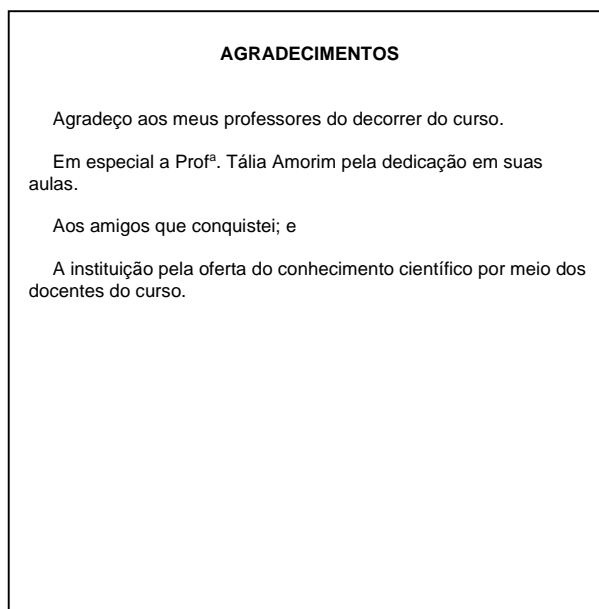 AGRADECIMENTOS
Agradeço aos meus professores do decorrer do curso.
Em especial a Profª. Tália Amorim pela dedicação em suas
aulas.
Aos amigos que conquistei; e
A instituição pela oferta do conhecimento científico por meio dos
docentes do curso.